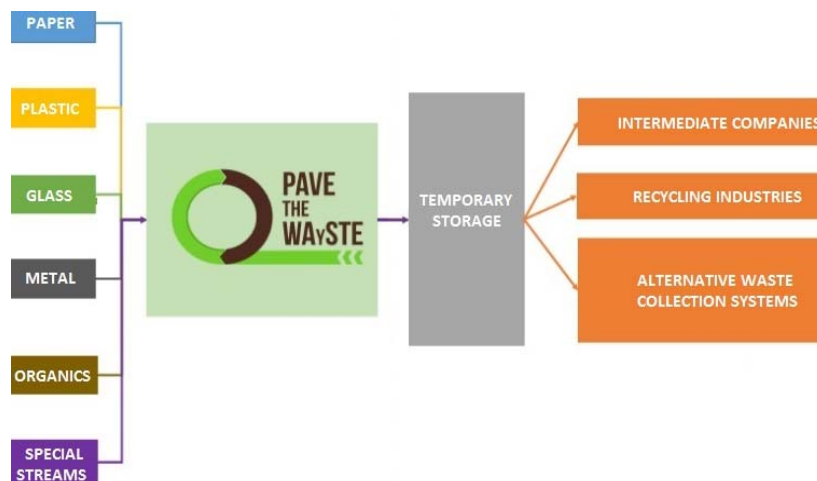 PAPER
PLASTIC
GLASS
METAL
ORGANICS
SPECIAL
STREAMS
PAVE
THE
WAySTE
TEMPORARY
STORAGE
INTERMEDIATE COMPANIES
RECYCLING INDUSTRIES
ALTERNATIVE WASTE
COLLECTION SYSTEMS